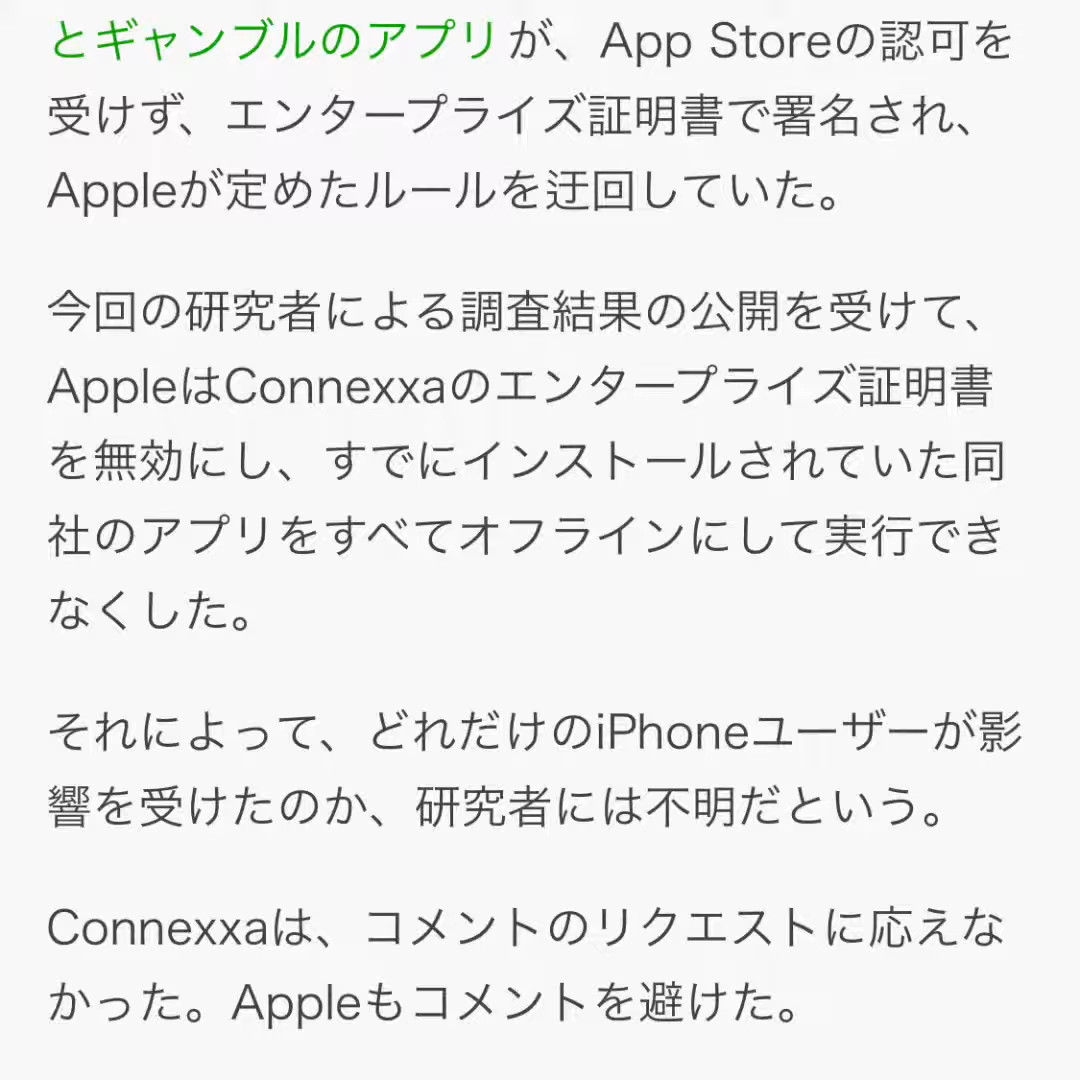 とギャンブルのアプリが、App Storeの認可を
受けず、エンタープライズ証明書で署名され、
Appleが定めたルールを迂回していた。
今回の研究者による調査結果の公開を受けて、
AppleはConnexxaのエンタープライズ証明書
を無効にし、すでにインストールされていた同
社のアプリをすべてオフラインにして実行でき
なくした。
それによって、どれだけのiPhoneユーザーが影
響を受けたのか、研究者には不明だという。
Connexxaは、コメントのリクエストに応えな
かった。Appleもコメントを避けた。